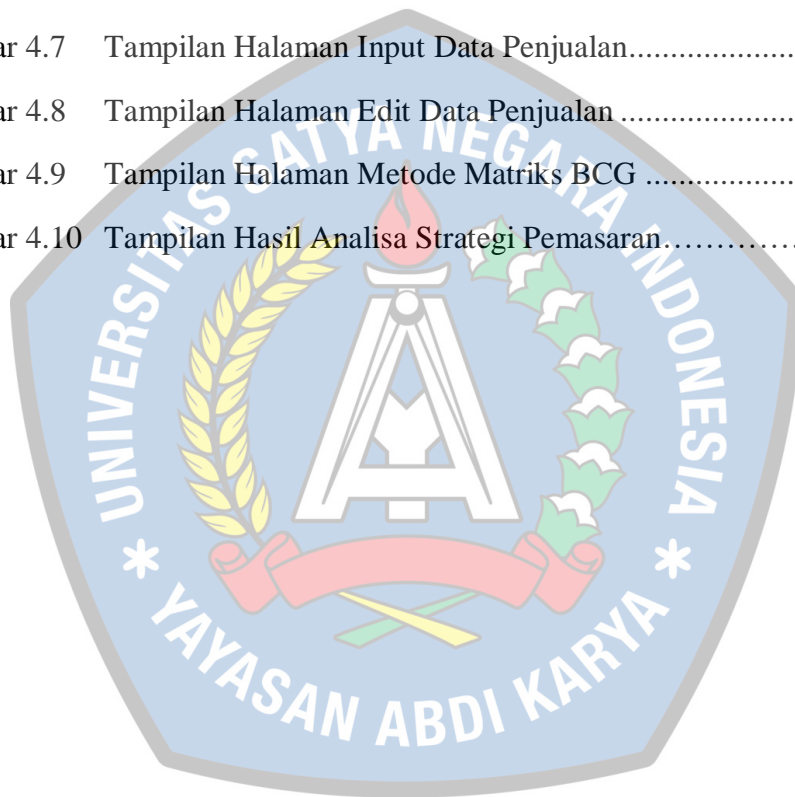 ar 4.7 Tampilan Halaman Input Data Penjualan.....................
ar 4.8 Tampilan Halaman Edit Data Penjualan ......................
ar 4.9 Tampilan Halaman Metode Matriks BCG ...................
ar 4.10 Tampilan Hasil Analisa Strategi Pemasaran……………
UNIVERSITAS SATYA NEGARA INDONESIA
* YAYASAN ABDI KARYA *